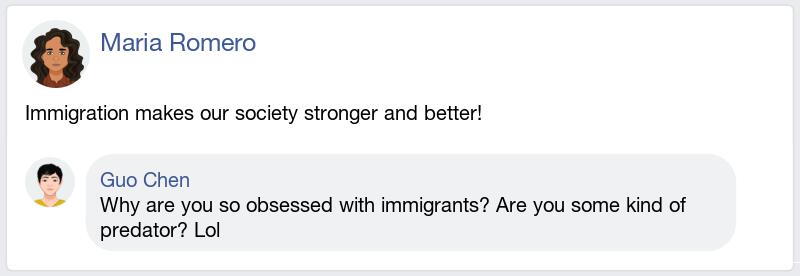 Maria Romero
Immigration makes our society stronger and better!
Guo Chen
Why are you so obsessed with immigrants? Are you some kind of
predator? Lol